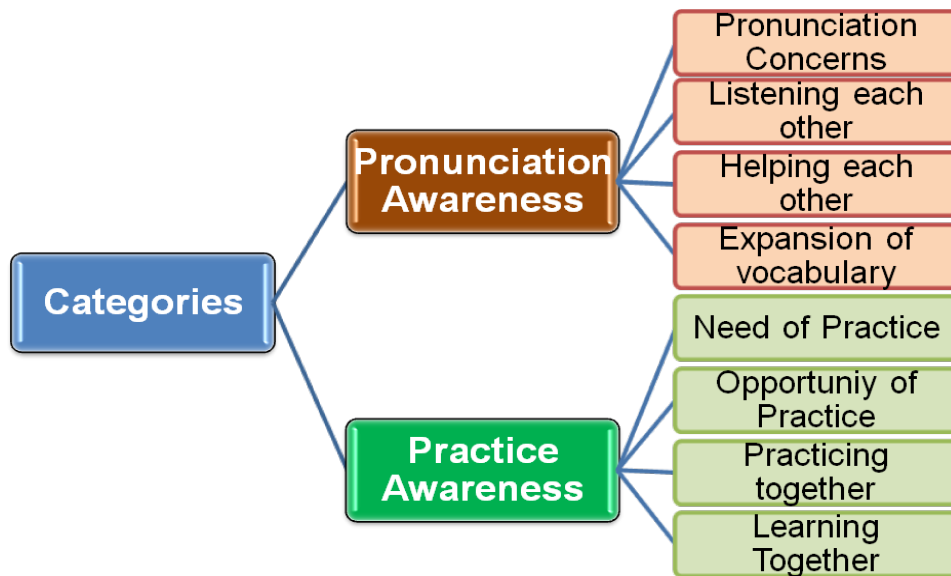 Categories
Pronunciation
Awareness
Pronunciation
Concerns
Listening each
other
Helping each
other
Expansion of
vocabulary
Practice
Awareness
Need of Practice
Opportuniy of
Practice
Practicing
together
Learning
Together